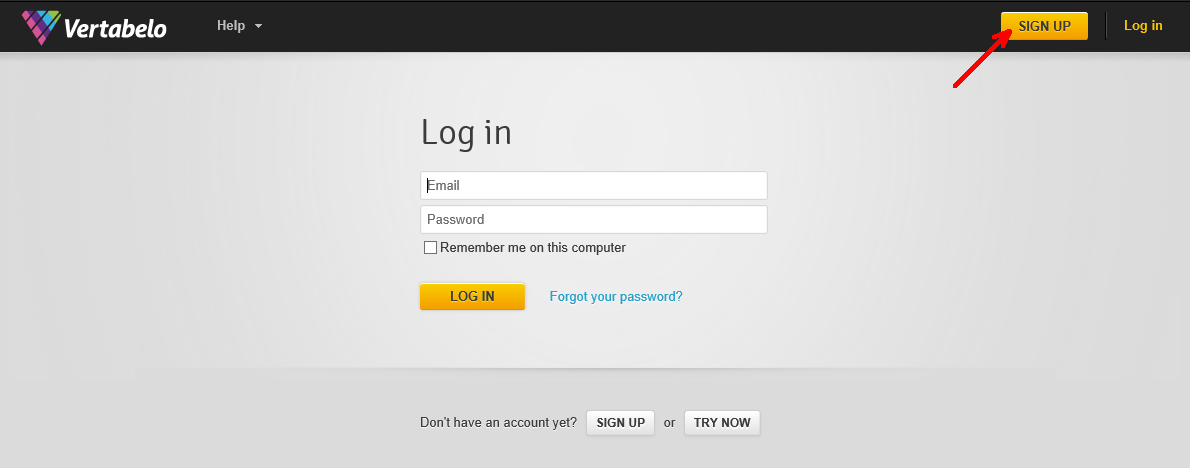 Vertabelo Help SIGN UP Log in
Log in
Email
Password
Remember me on this computer
LOG IN Forgot your password?
Don't have an account yet? SIGN UP or TRY NOW